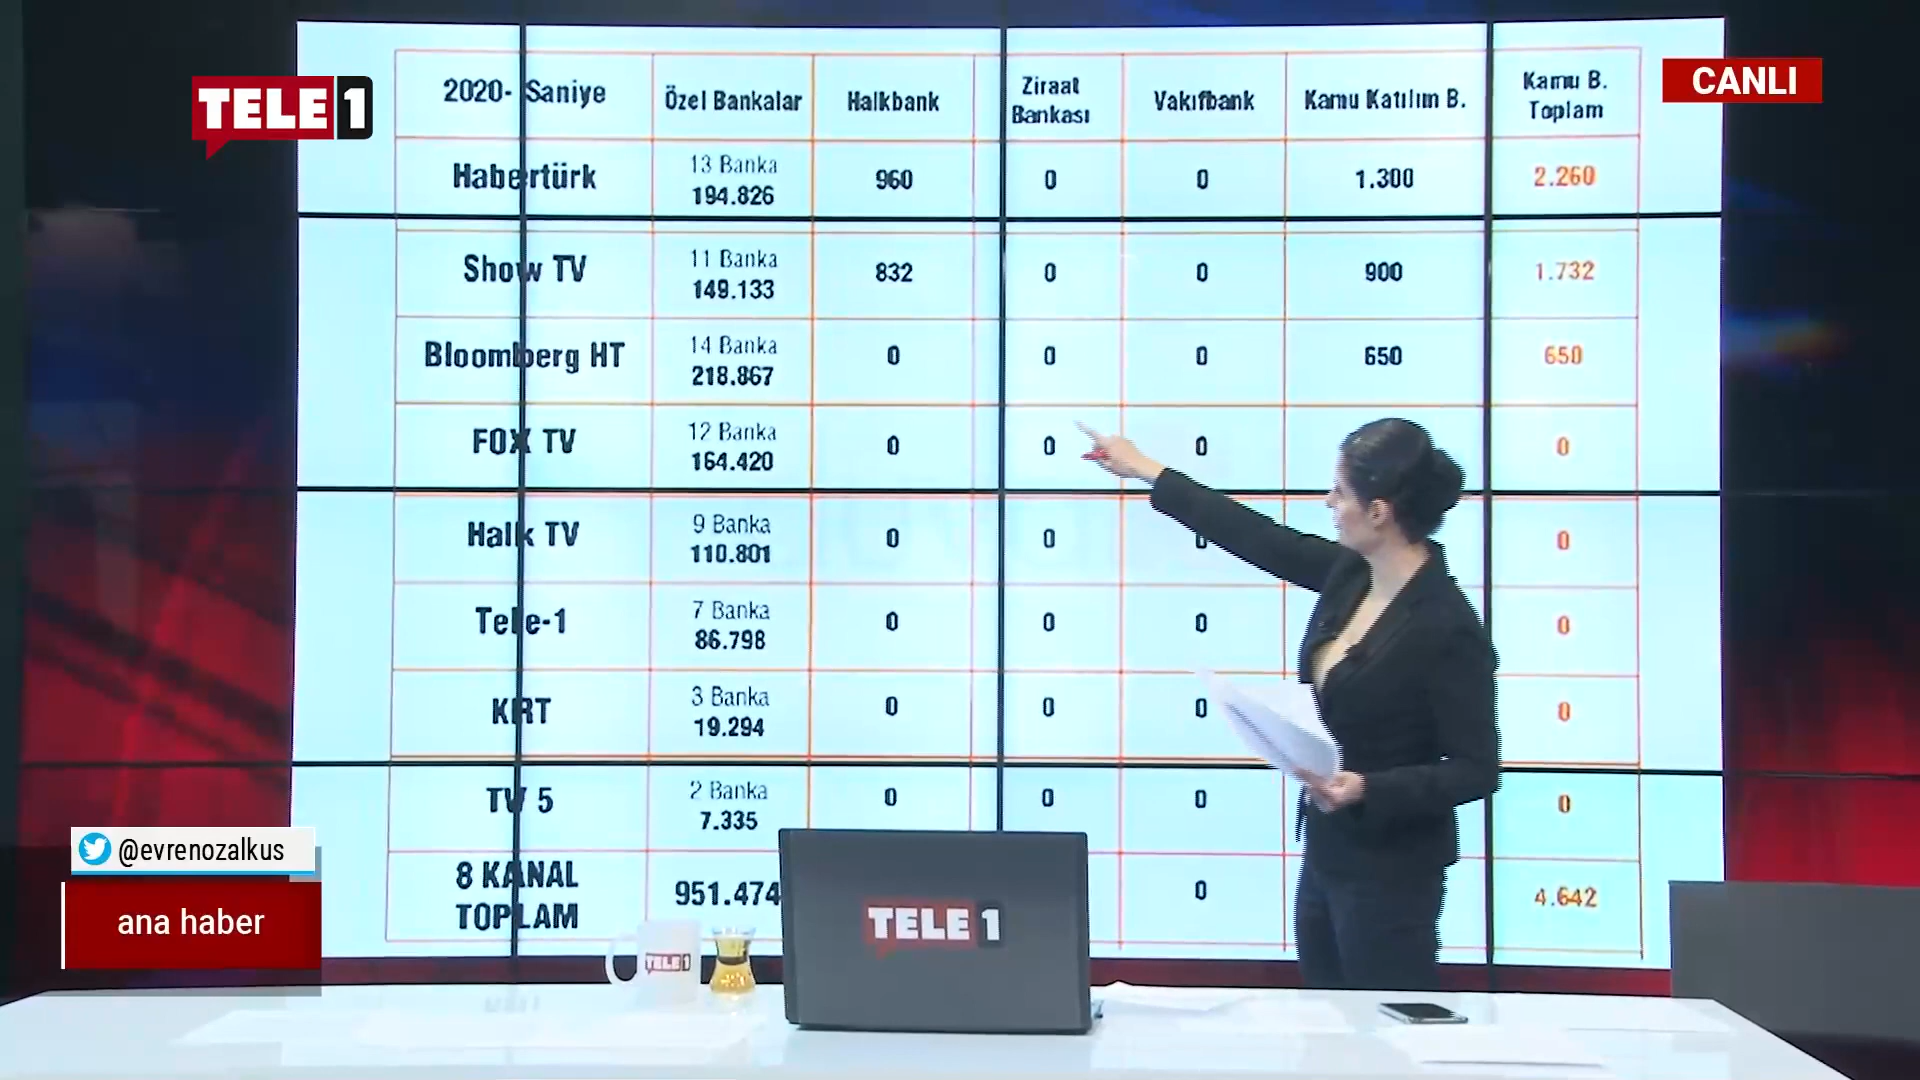 TELE 1
CANLI
2020- Saniye
Özel Bankalar
Halkbank
Ziraat
Bankası
Vakıfbank
Kamu Katılım B.
Kamu B.
Toplam
Habertürk
13 Banka
194.826
960
0
0
1.300
2.260
Show TV
11 Banka
149.133
832
0
0
900
1.732
Bloomberg HT
14 Banka
218.867
0
0
0
650
650
FOX TV
12 Banka
164.420
0
0
0
0
Halk TV
9 Banka
110.801
0
0
0
0
Tele-1
7 Banka
86.798
0
0
0
0
KRT
3 Banka
19.294
0
0
0
0
TV 5
2 Banka
7.335
0
0
0
0
8 KANAL
TOPLAM
951.474
0
4.642
@evrenozalkus
ana haber
TELE1
TELE 1